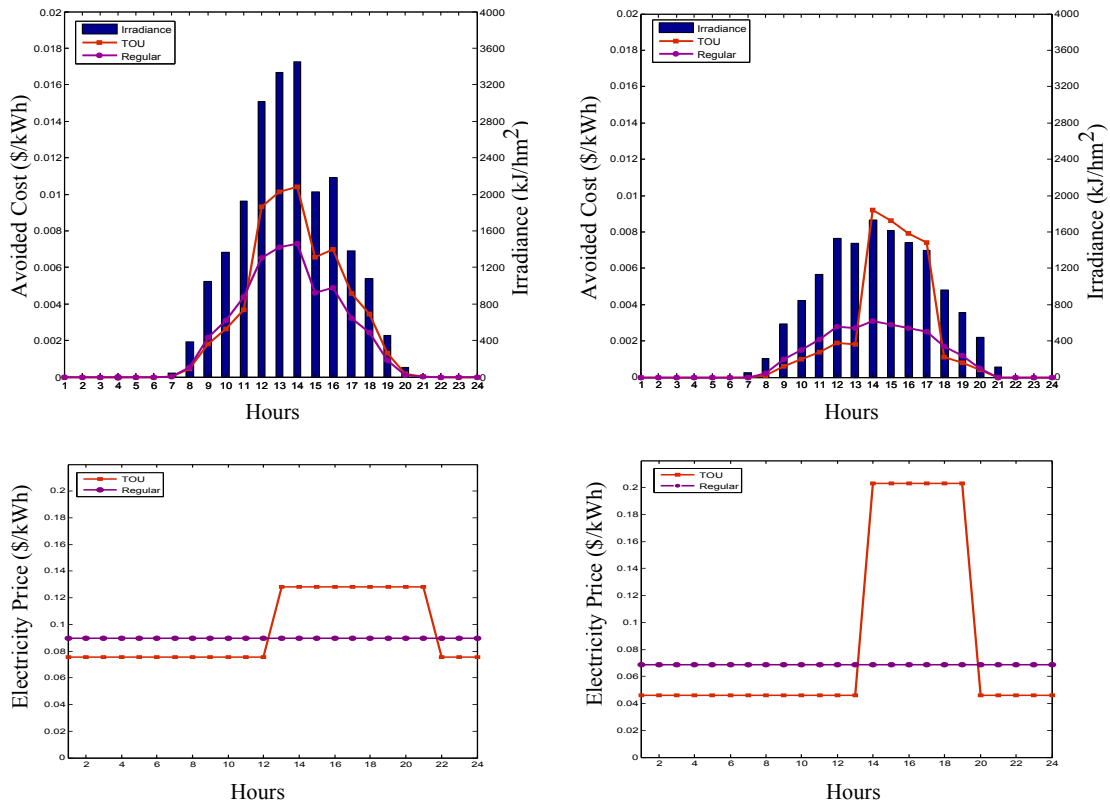 Irradiance
TOU
Regular
Avoided Cost ($/kWh)
0.02
0.018
0.016
0.014
0.012
0.01
0.008
0.006
0.004
0.002
0
4000
3600
3200
2800
2400
2000
1600
1200
800
400
0
Irradiance (kJ/hm²)
1 2 3 4 5 6 7 8 9 10 11 12 13 14 15 16 17 18 19 20 21 22 23 24
Hours
Irradiance
TOU
Regular
Avoided Cost ($/kWh)
0.02
0.018
0.016
0.014
0.012
0.01
0.008
0.006
0.004
0.002
0
4000
3600
3200
2800
2400
2000
1600
1200
800
400
0
Irradiance (kJ/hm²)
1 2 3 4 5 6 7 8 9 10 11 12 13 14 15 16 17 18 19 20 21 22 23 24
Hours
TOU
Regular
Electricity Price ($/kWh)
0.2
0.18
0.16
0.14
0.12
0.1
0.08
0.06
0.04
0.02
0
2 4 6 8 10 12 14 16 18 20 22 24
Hours
TOU
Regular
Electricity Price ($/kWh)
0.2
0.18
0.16
0.14
0.12
0.1
0.08
0.06
0.04
0.02
0
2 4 6 8 10 12 14 16 18 20 22 24
Hours